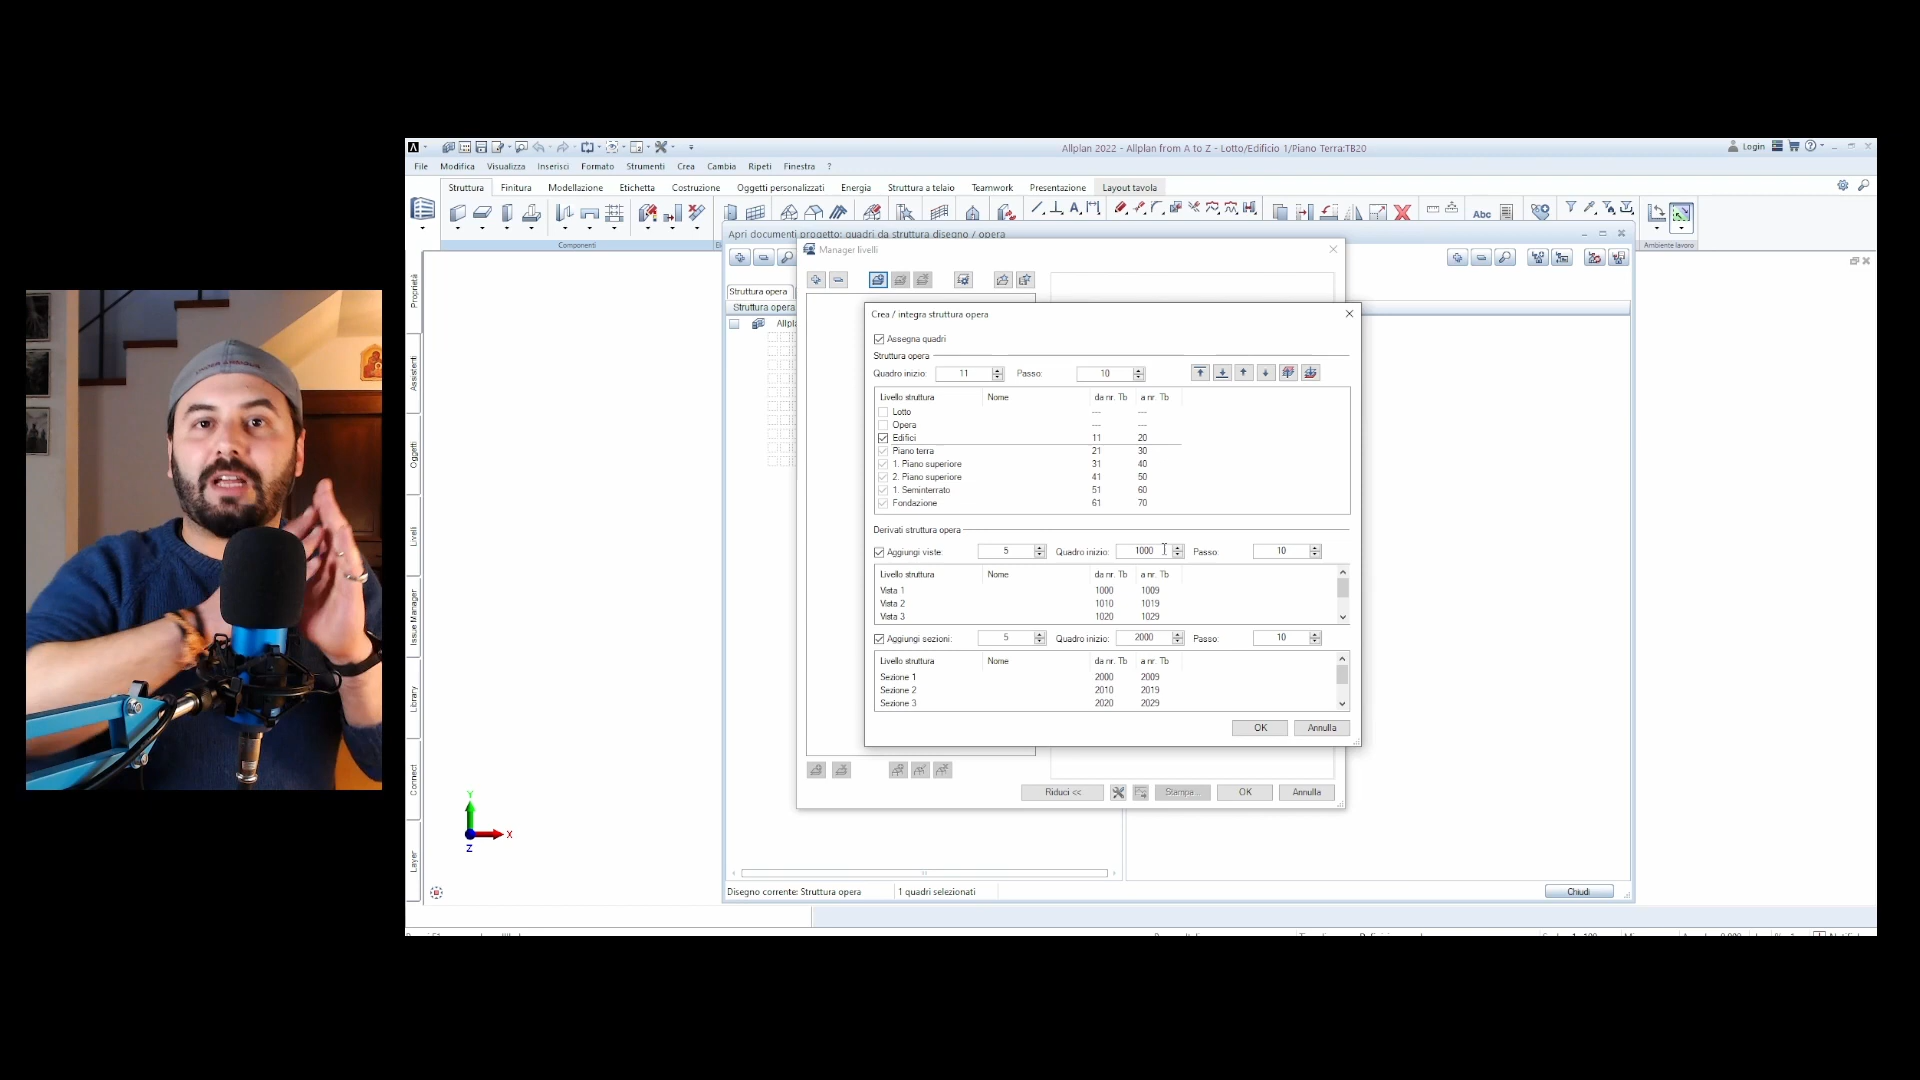 Allplan 2022 - Allplan from A to Z - Lotto/Edificio 1/Piano Terra:TB20
Login
File Modifica Visualizza Inserisci Formato Strumenti Crea Cambia Ripeti Finestra ?
Struttura Finitura Modellazione Etichetta Costruzione Oggetti personalizzati Energia Struttura a telaio Teamwork Presentazione Layout tavola
Abc
Componenti
Ambiente lavoro
Apri documenti progetto: quadri da struttura disegno / opera
Manager livelli
Struttura opera
Struttura opera
Proprietà
Assistenti
Oggetti
Livelli
Issue Manager
Library
Connect
Layer
Crea / integra struttura opera
Assegna quadri
Struttura opera
Quadro inizio: 11 Passo: 10
Livello struttura Nome da nr. Tb a nr. Tb
Lotto --- ---
Opera --- ---
Edifici 11 20
Piano terra 21 30
1. Piano superiore 31 40
2. Piano superiore 41 50
1. Seminterrato 51 60
Fondazione 61 70
Derivati struttura opera
Aggiungi viste: 5 Quadro inizio: 1000 Passo: 10
Livello struttura Nome da nr. Tb a nr. Tb
Vista 1 1000 1009
Vista 2 1010 1019
Vista 3 1020 1029
Aggiungi sezioni: 5 Quadro inizio: 2000 Passo: 10
Livello struttura Nome da nr. Tb a nr. Tb
Sezione 1 2000 2009
Sezione 2 2010 2019
Sezione 3 2020 2029
OK Annulla
Riduci << Stampa... OK Annulla
Y
X
Z
Disegno corrente: Struttura opera 1 quadri selezionati Chiudi